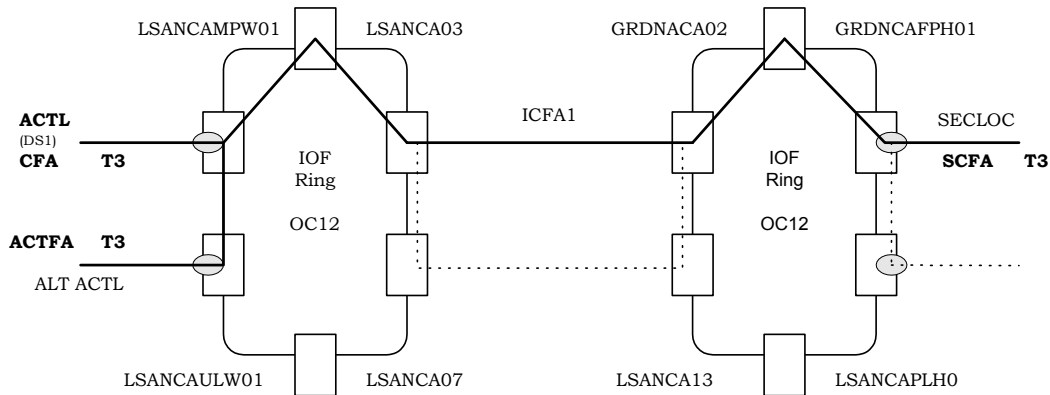 LSANCAMPW01 LSANCA03 GRDNACA02 GRDNCAFPH01
ACTL
(DS1)
CFA T3
ICFA1
SECLOC
SCFA T3
IOF
Ring
OC12
IOF
Ring
OC12
ACTFA T3
ALT ACTL
LSANCAULW01 LSANCA07 LSANCA13 LSANCAPLH0